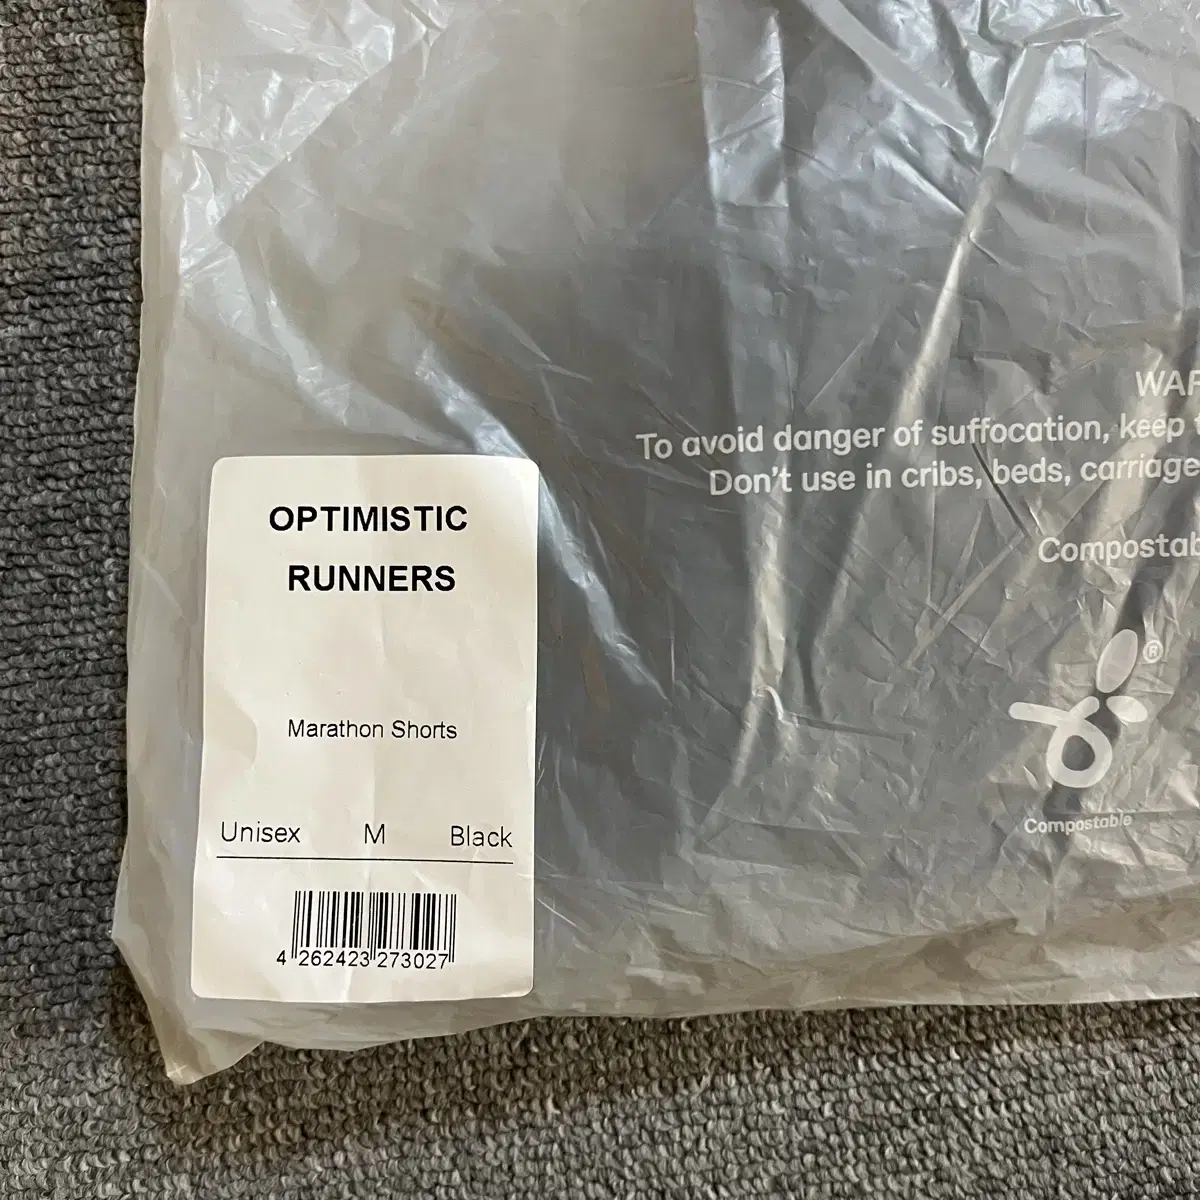 OPTIMISTIC
RUNNERS
Marathon Shorts
Unisex M Black
4 262423 273027
To avoid danger of suffocation, keep
Don't use in cribs, beds, carriage
®
Compostable